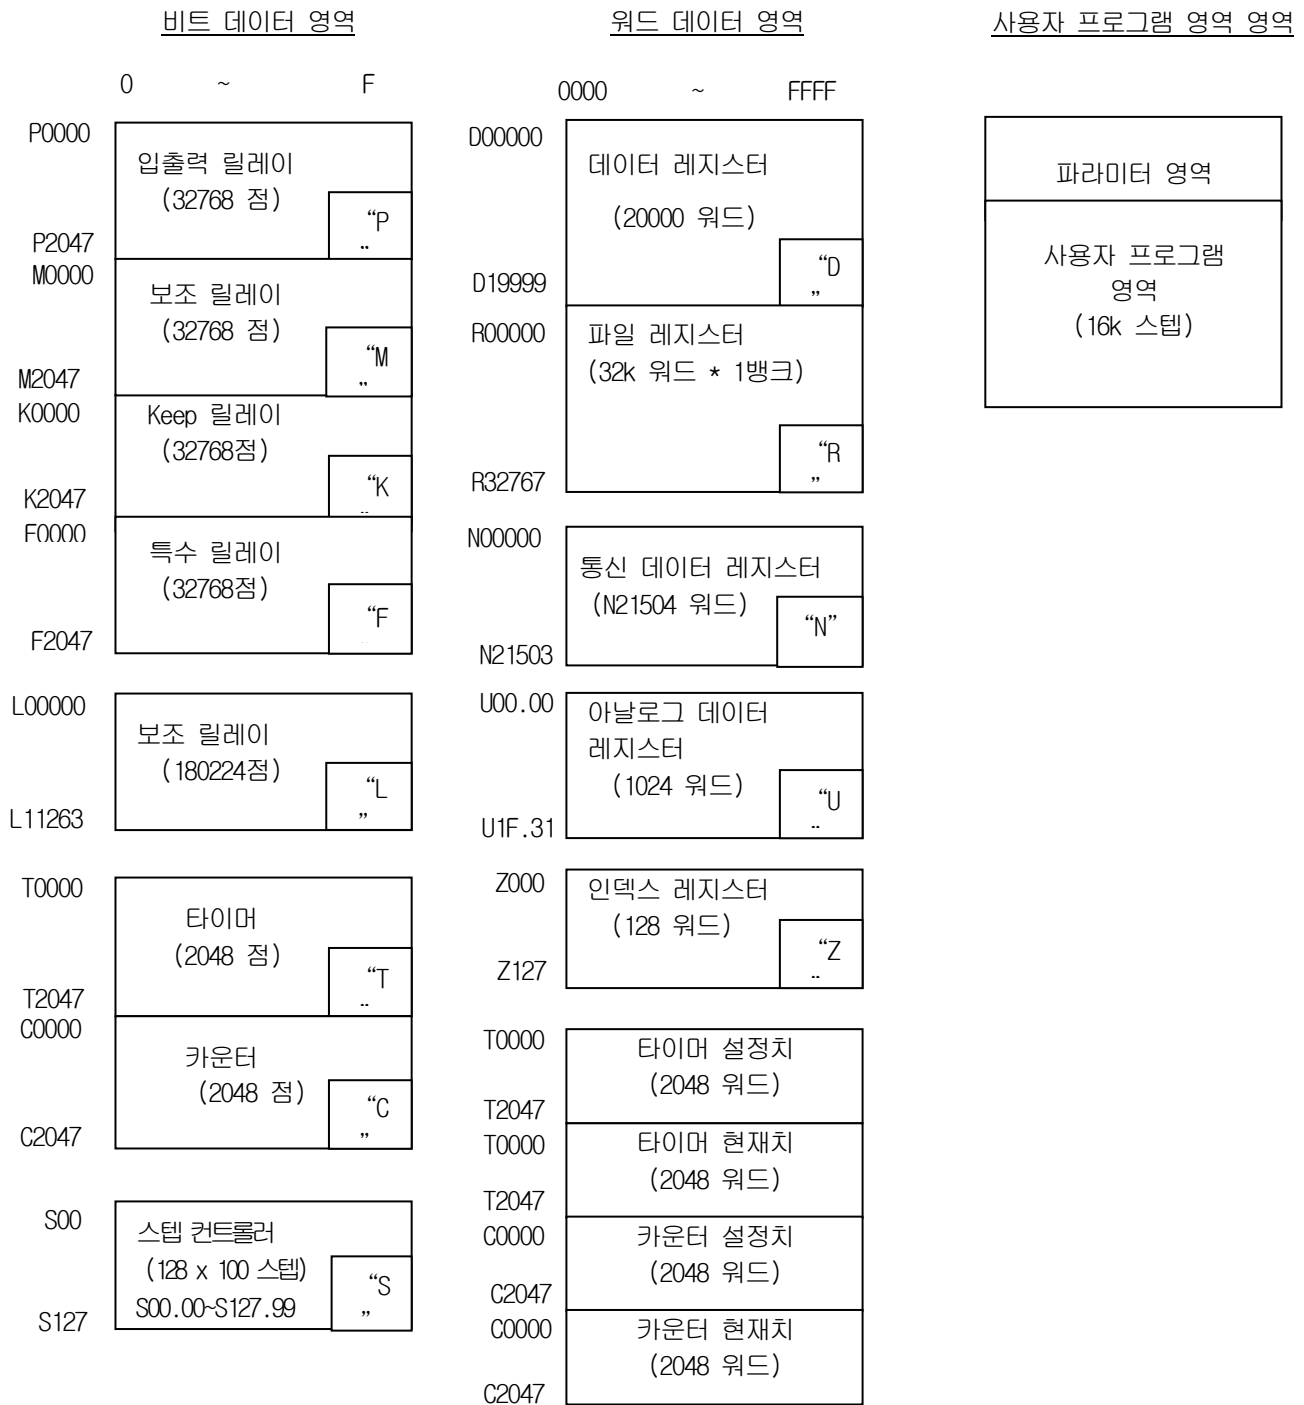 비트 데이터 영역
0 ~ F
P0000
입출력 릴레이
(32768 점)
“P
”
P2047
M0000
보조 릴레이
(32768 점)
“M
”
M2047
K0000
Keep 릴레이
(32768점)
“K
”
K2047
F0000
특수 릴레이
(32768점)
“F
F2047
L00000
보조 릴레이
(180224점)
“L
”
L11263
T0000
타이머
(2048 점)
“T
”
T2047
C0000
카운터
(2048 점)
“C
”
C2047
S00
스텝 컨트롤러
(128 x 100 스텝)
S00.00~S127.99
“S
”
S127
워드 데이터 영역
0000 ~ FFFF
D00000
데이터 레지스터
(20000 워드)
“D
”
D19999
R00000
파일 레지스터
(32k 워드 * 1뱅크)
“R
”
R32767
N00000
통신 데이터 레지스터
(N21504 워드)
“N”
N21503
U00.00
아날로그 데이터
레지스터
(1024 워드)
“U
”
U1F.31
Z000
인덱스 레지스터
(128 워드)
“Z
”
Z127
T0000
타이머 설정치
(2048 워드)
T2047
T0000
타이머 현재치
(2048 워드)
T2047
C0000
카운터 설정치
(2048 워드)
C2047
C0000
카운터 현재치
(2048 워드)
C2047
사용자 프로그램 영역 영역
파라미터 영역
사용자 프로그램
영역
(16k 스텝)